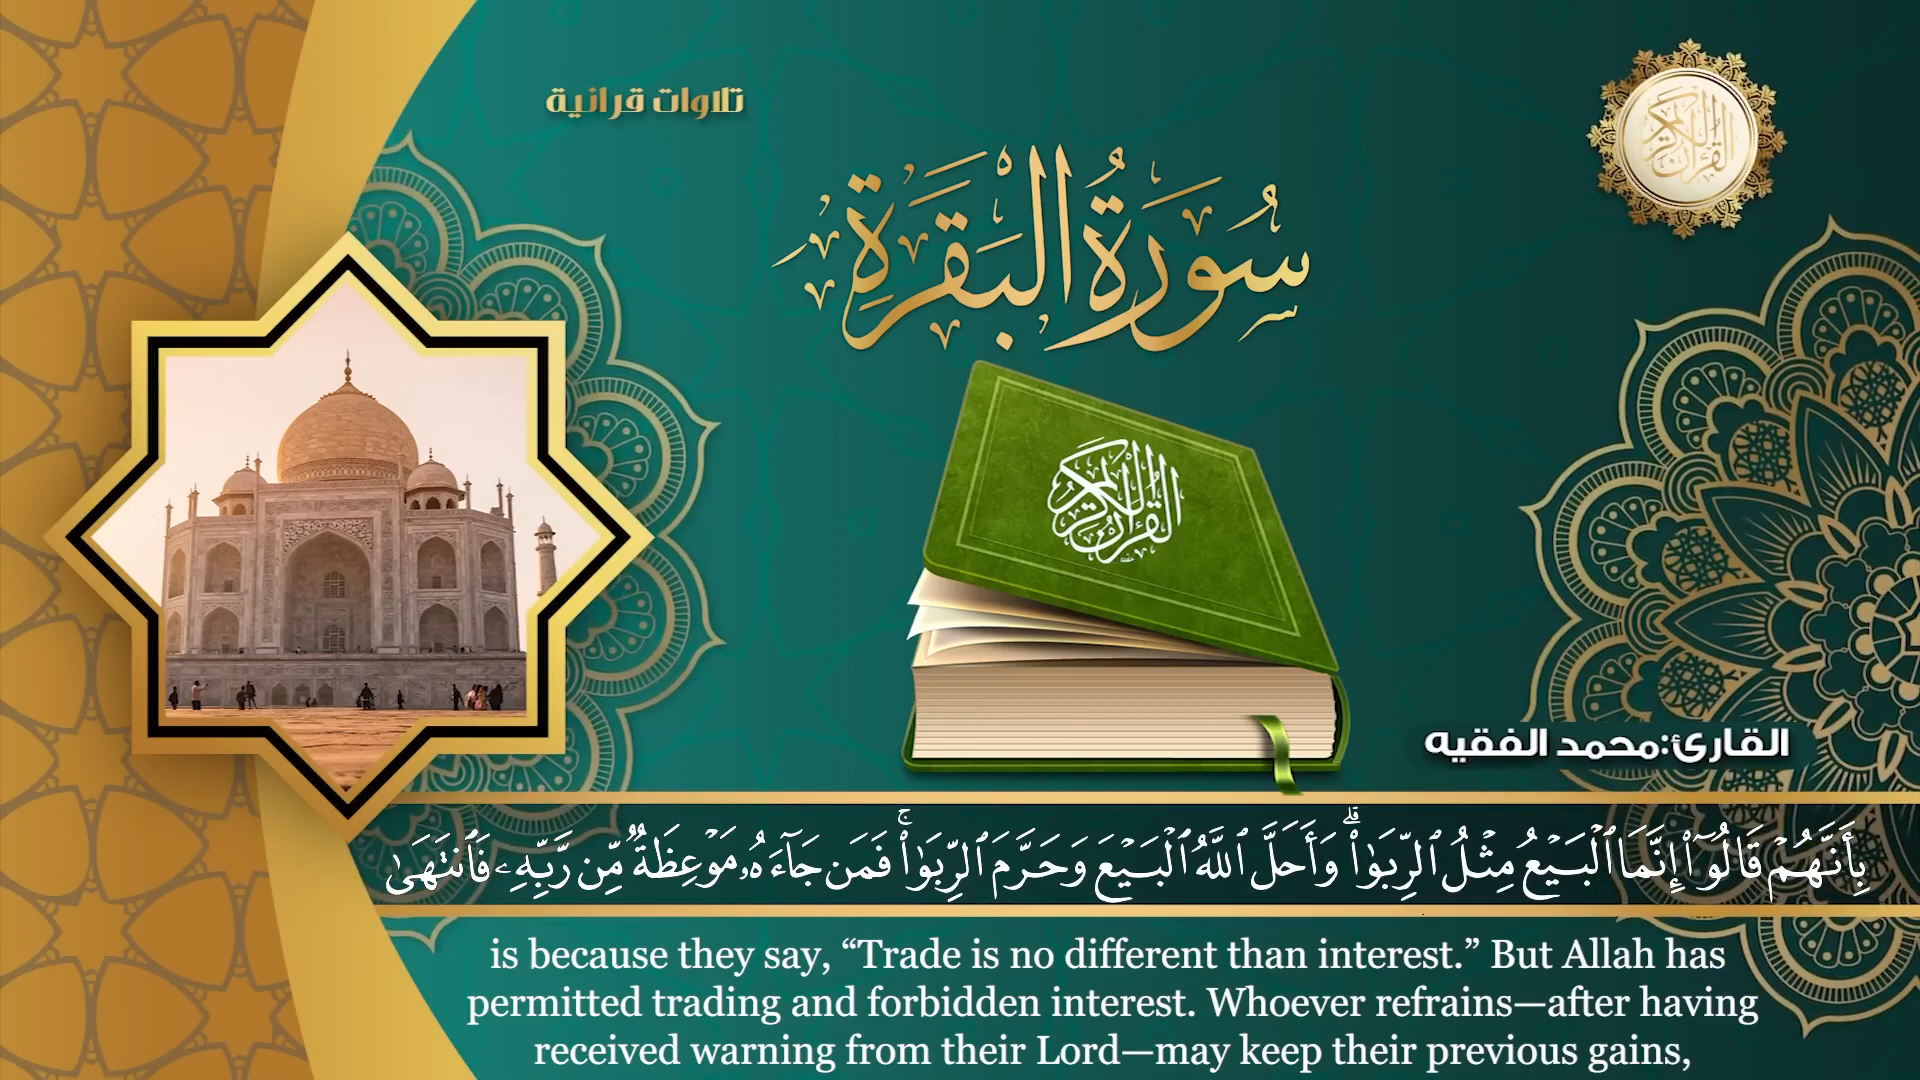 تلاوات قرانية
القرآن الكريم
سُورَةُ البَقَرَةِ
القرآن الكريم
القارئ:محمد الفقيه
بِأَنَّهُمۡ قَالُوٓاْ إِنَّمَا ٱلۡبَيۡعُ مِثۡلُ ٱلرِّبَوٰاْۗ وَأَحَلَّ ٱللَّهُ ٱلۡبَيۡعَ وَحَرَّمَ ٱلرِّبَوٰاْۚ فَمَن جَآءَهُۥ مَوۡعِظَةٌ مِّن رَّبِّهِۦ فَٱنتَهَىٰ
is because they say, “Trade is no different than interest.” But Allah has
permitted trading and forbidden interest. Whoever refrains—after having
received warning from their Lord—may keep their previous gains,